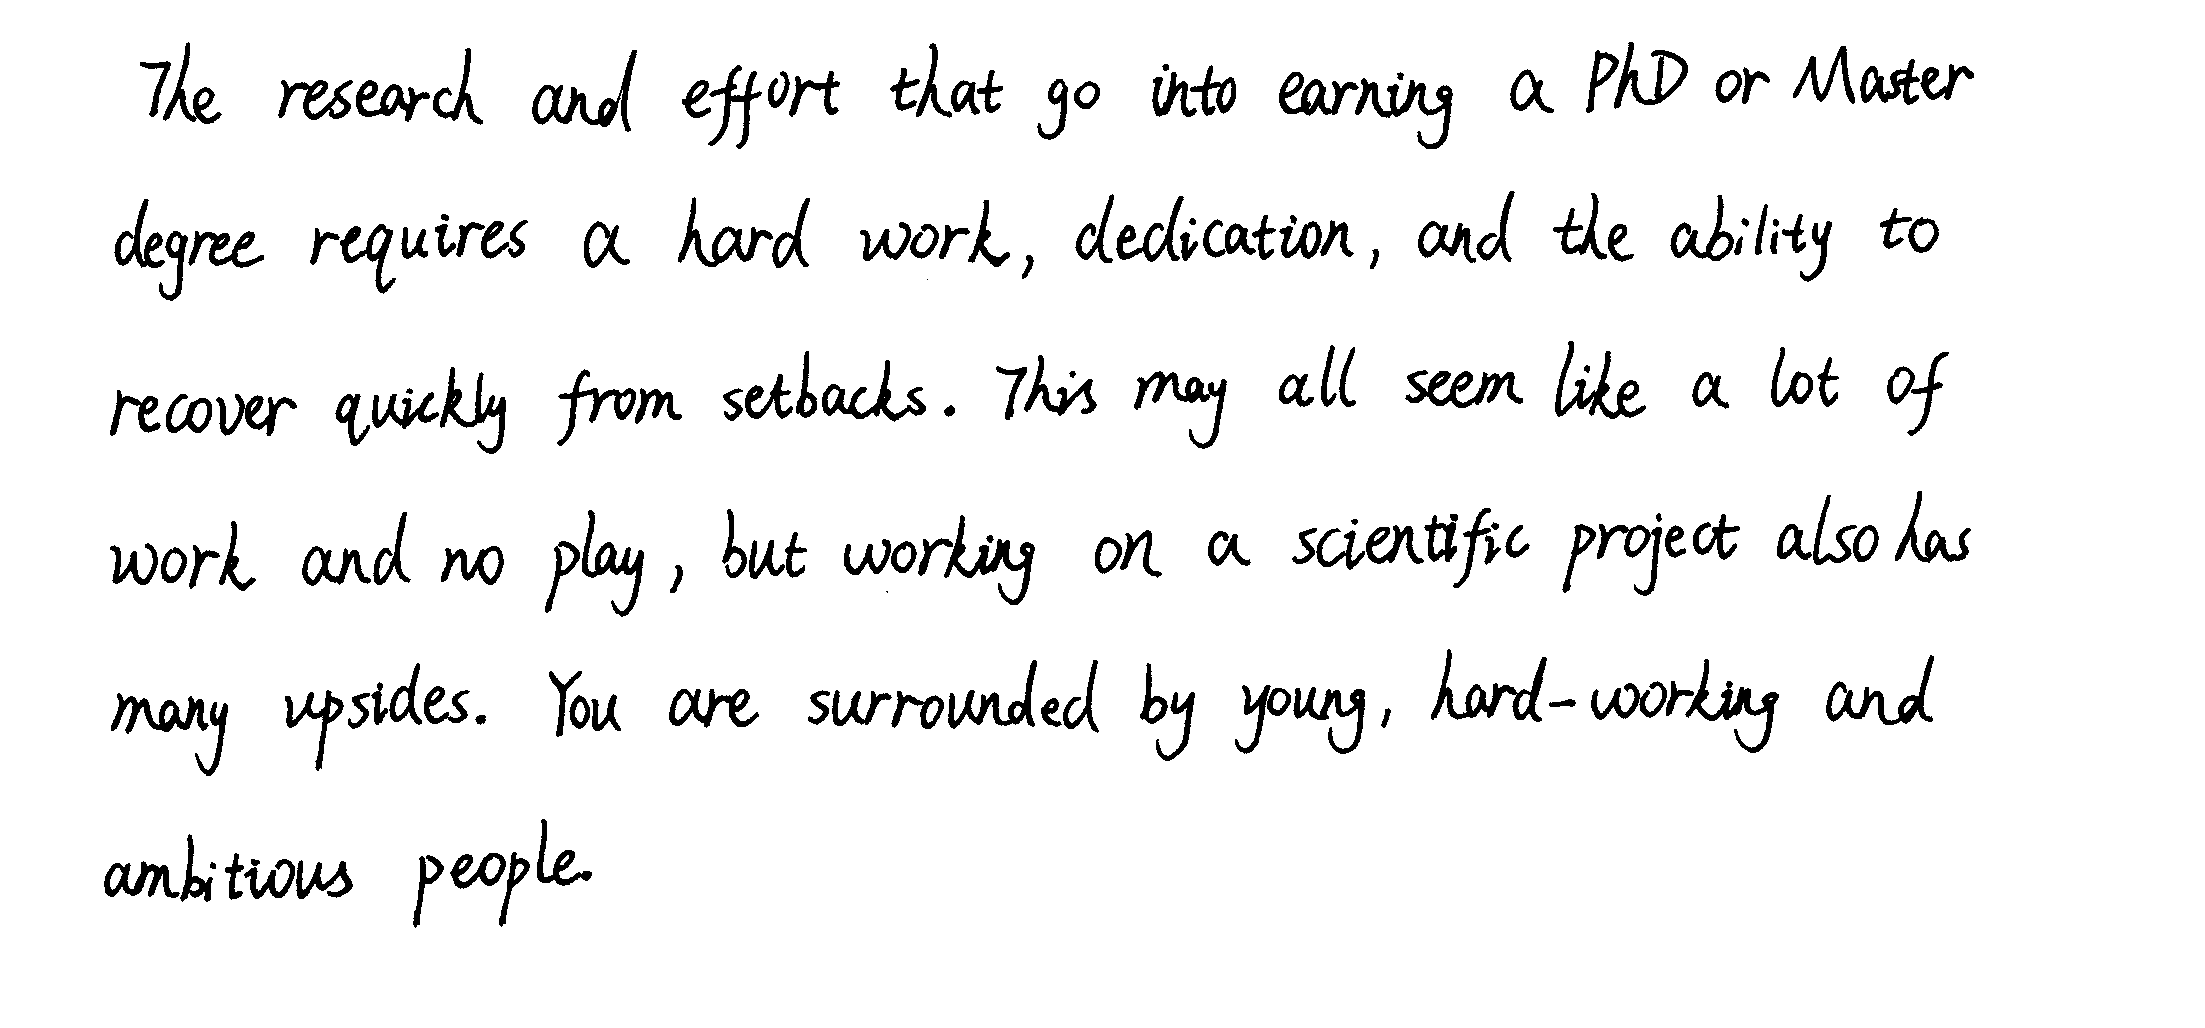 The research and effort that go into earning a PhD or Master
degree requires a hard work, dedication, and the ability to
recover quickly from setbacks. This may all seem like a lot of
work and no play, but working on a scientific project also has
many upsides. You are surrounded by young, hard-working and
ambitious people.